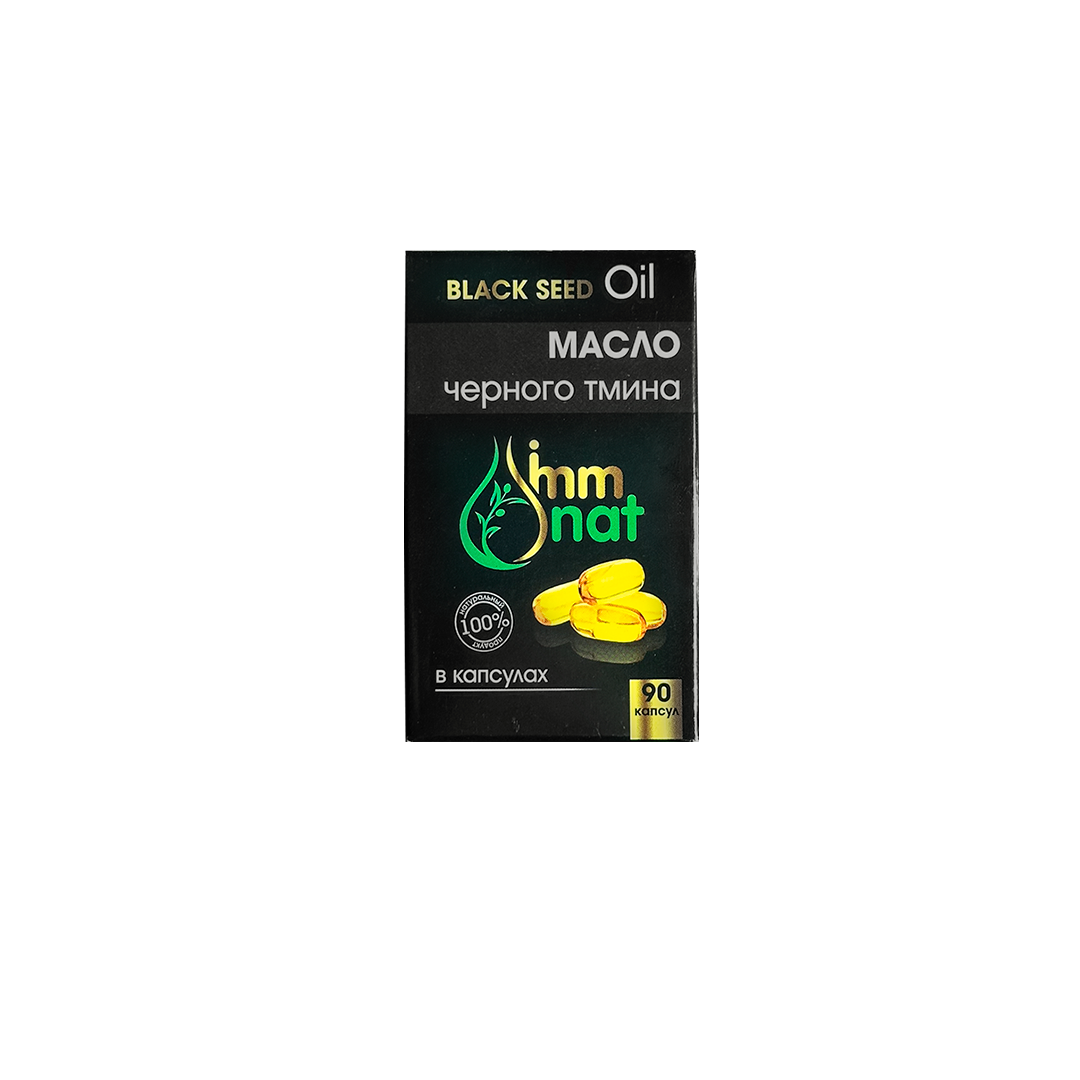 BLACK SEED Oil
МАСЛО
черного тмина
imm
nat
натуральный
100%
продукт
в капсулах
90
капсул